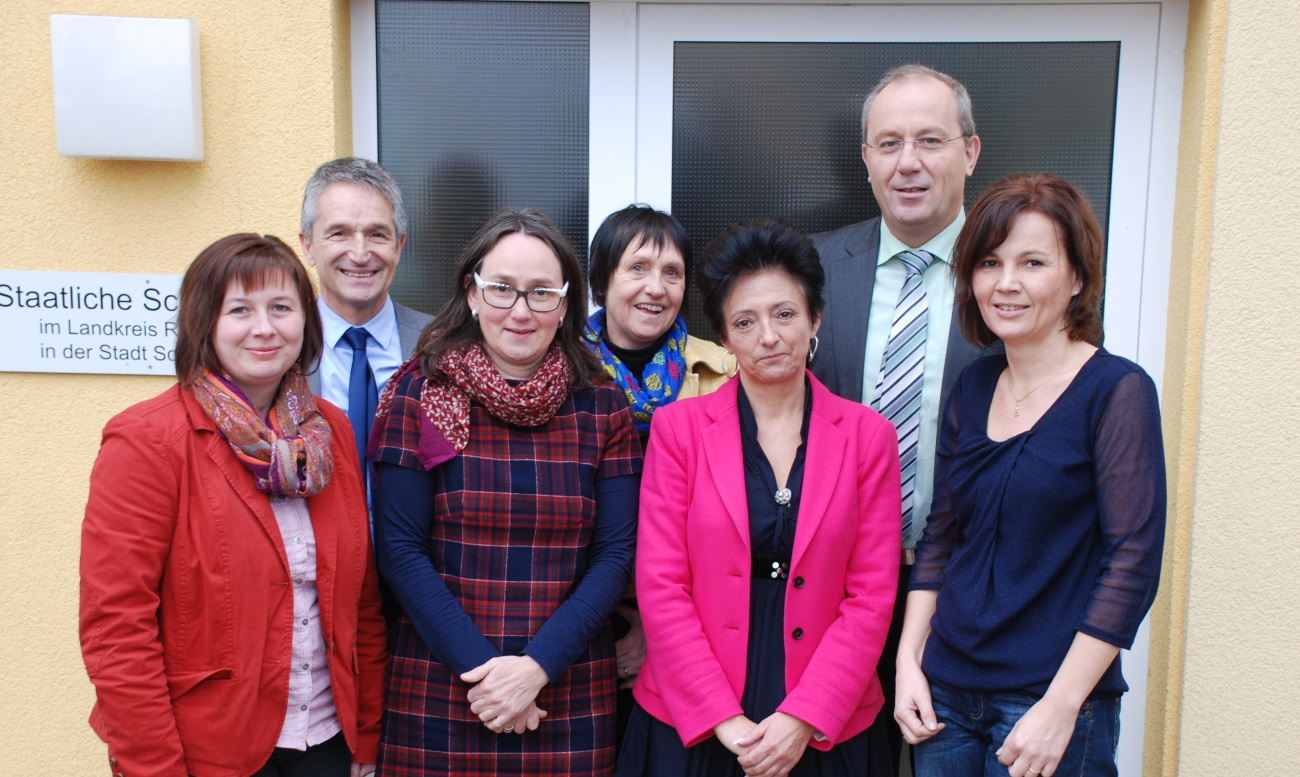 Staatliche Sc
im Landkreis R
in der Stadt Sc